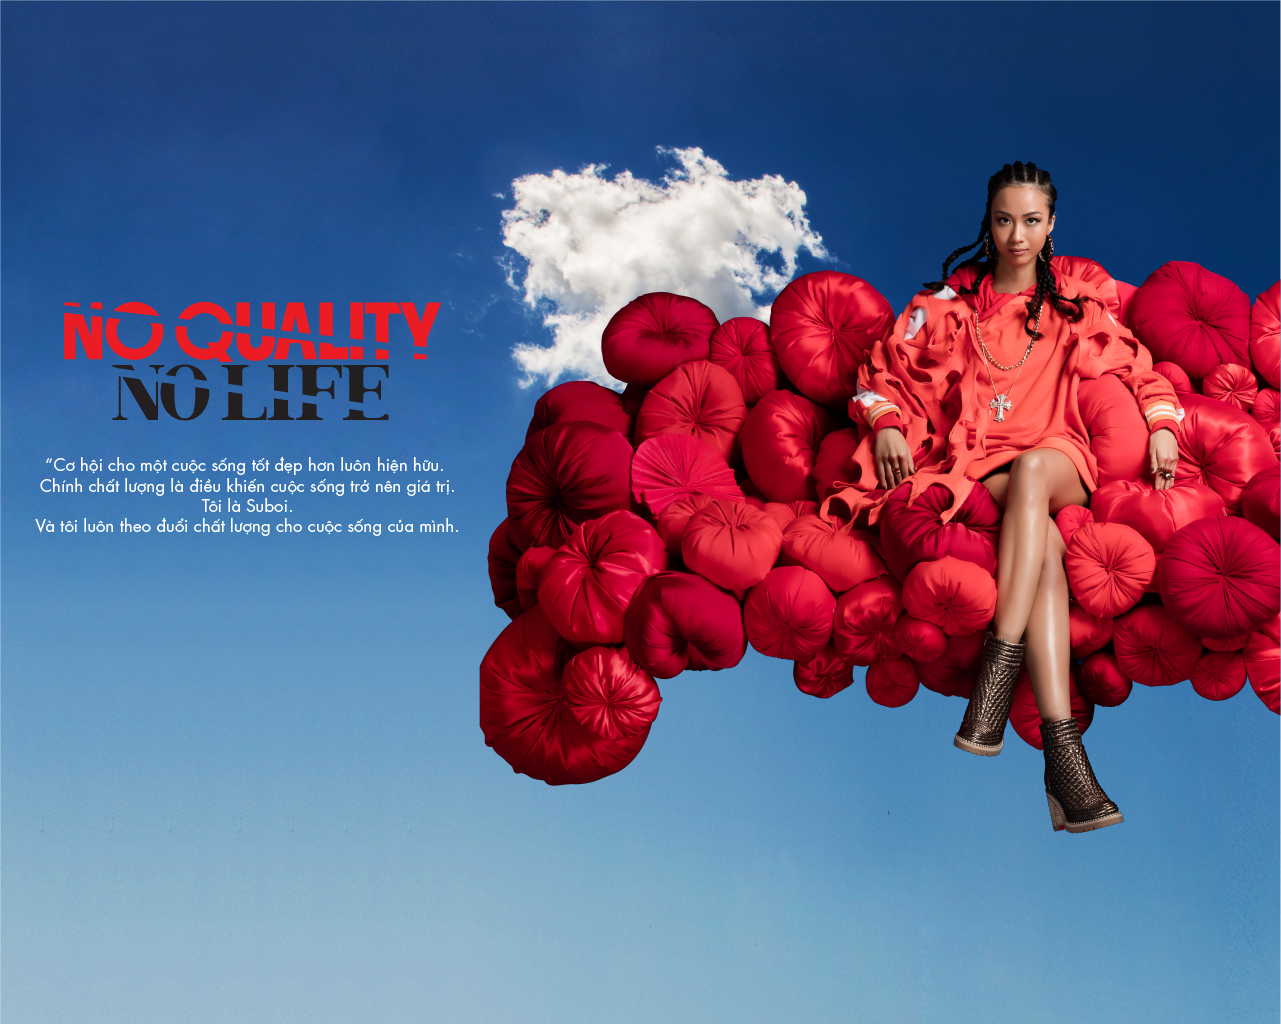 NO QUALITY
NO LIFE
“Cơ hội cho một cuộc sống tốt đẹp hơn luôn hiện hữu.
Chính chất lượng là điều khiến cuộc sống trở nên giá trị.
Tôi là Suboi.
Và tôi luôn theo đuổi chất lượng cho cuộc sống của mình.